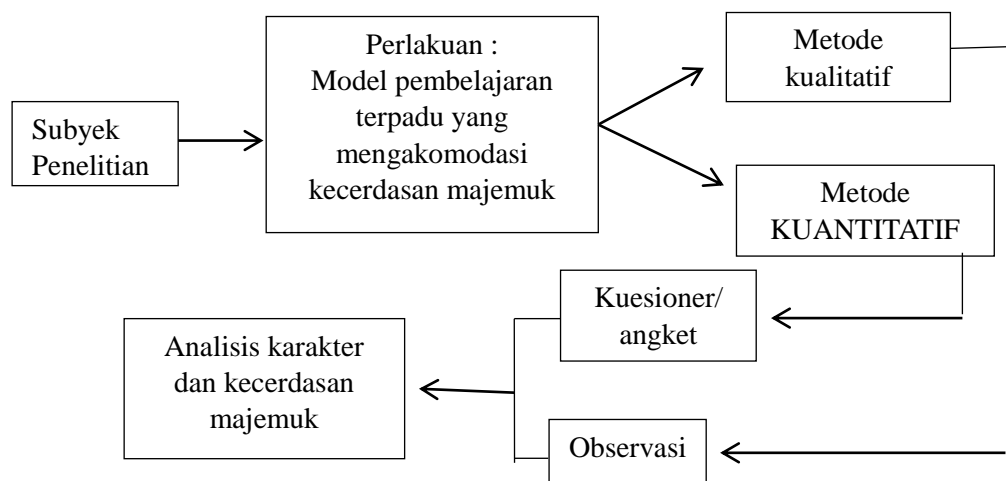 Subyek
Penelitian
Perlakuan :
Model pembelajaran
terpadu yang
mengakomodasi
kecerdasan majemuk
Metode
kualitatif
Metode
KUANTITATIF
Kuesioner/
angket
Observasi
Analisis karakter
dan kecerdasan
majemuk